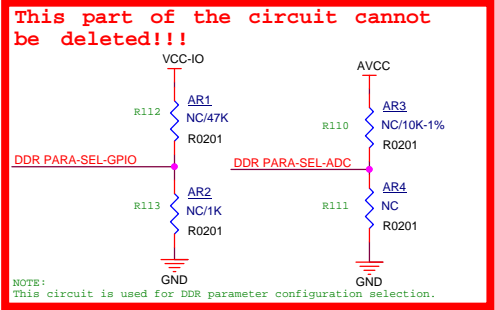 This part of the circuit cannot
be deleted!!!
VCC-IO
AVCC
R112
AR1
NC/47K
R0201
R110
AR3
NC/10K-1%
R0201
DDR PARA-SEL-GPIO
DDR PARA-SEL-ADC
R113
AR2
NC/1K
R0201
R111
AR4
NC
R0201
GND
GND
NOTE:
This circuit is used for DDR parameter configuration selection.